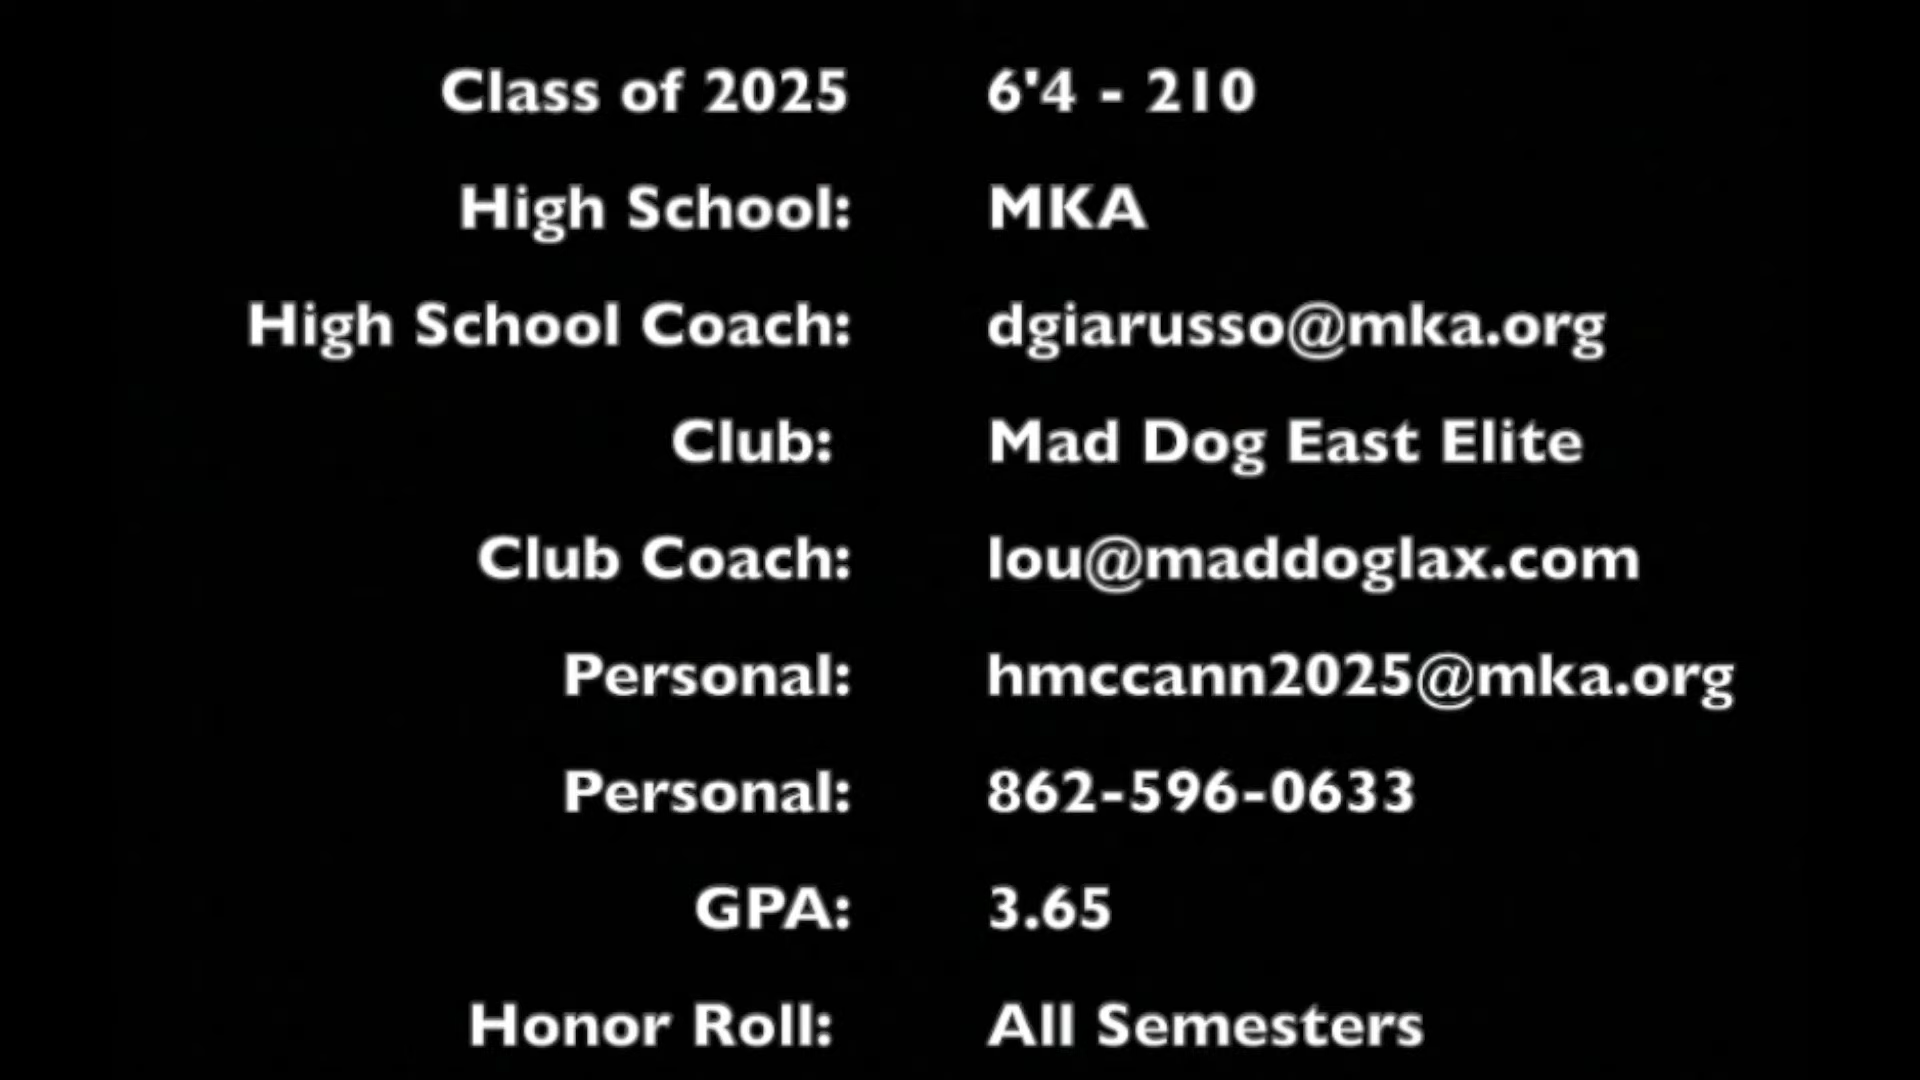 Class of 2025 6'4 - 210
High School: MKA
High School Coach: dgiarusso@mka.org
Club: Mad Dog East Elite
Club Coach: lou@maddoglax.com
Personal: hmccann2025@mka.org
Personal: 862-596-0633
GPA: 3.65
Honor Roll: All Semesters